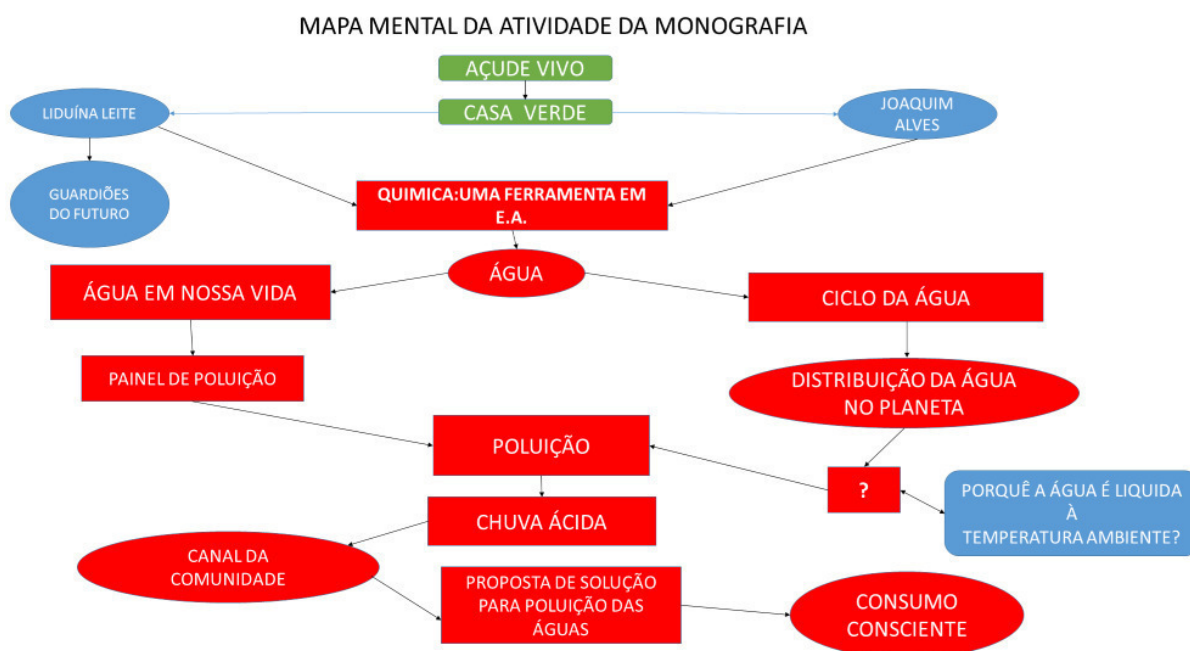 MAPA MENTAL DA ATIVIDADE DA MONOGRAFIA
AÇUDE VIVO
LIDUÍNA LEITE
CASA VERDE
JOAQUIM
ALVES
GUARDIÕES
DO FUTURO
QUIMICA:UMA FERRAMENTA EM
E.A.
ÁGUA
ÁGUA EM NOSSA VIDA
CICLO DA ÁGUA
PAINEL DE POLUIÇÃO
DISTRIBUIÇÃO DA ÁGUA
NO PLANETA
POLUIÇÃO
?
PORQUÊ A ÁGUA É LIQUIDA
À
TEMPERATURA AMBIENTE?
CHUVA ÁCIDA
CANAL DA
COMUNIDADE
PROPOSTA DE SOLUÇÃO
PARA POLUIÇÃO DAS
ÁGUAS
CONSUMO
CONSCIENTE